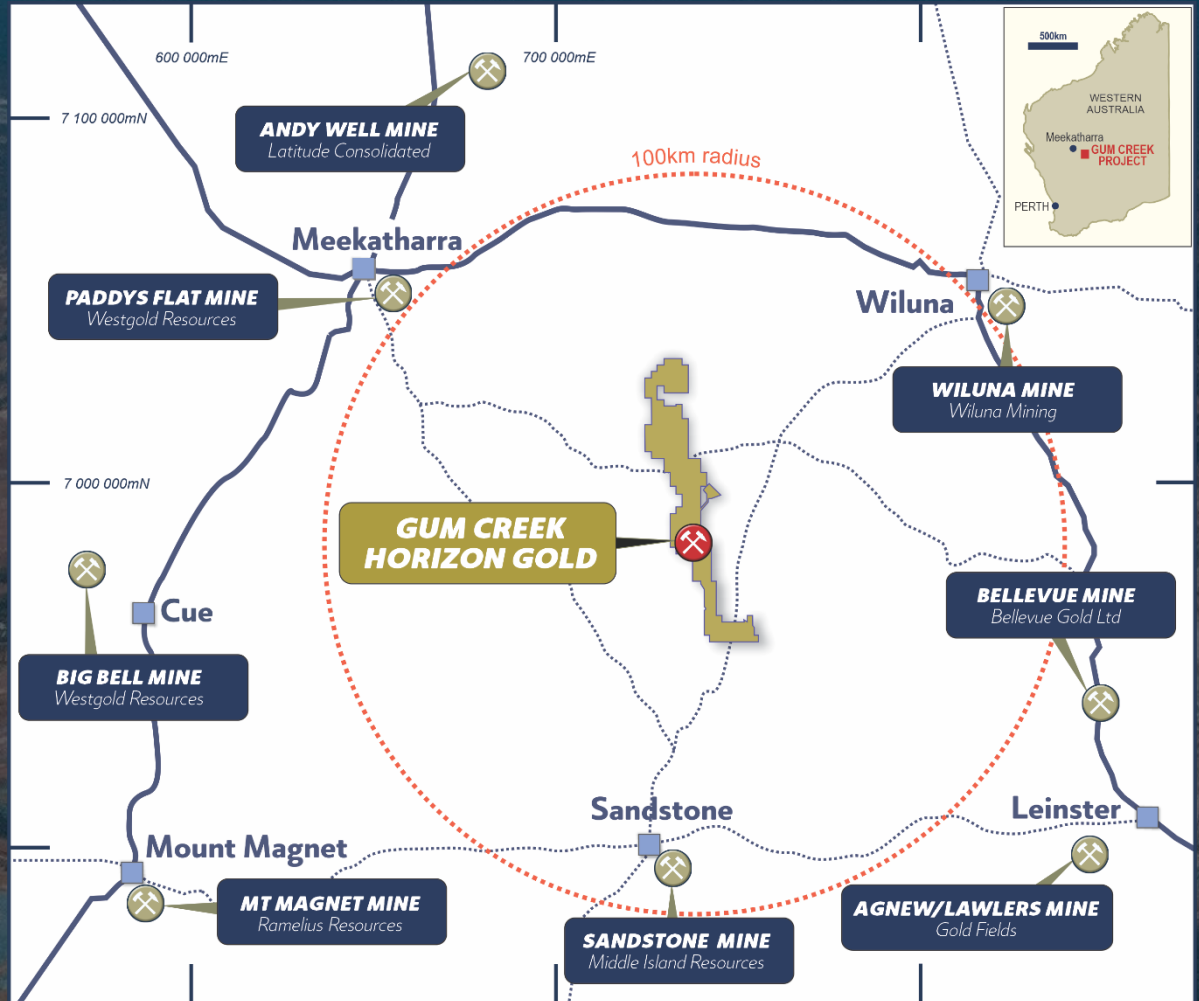 600 000mE
700 000mE
7 100 000mN
ANDY WELL MINE
Latitude Consolidated
100km radius
500km
WESTERN
AUSTRALIA
Meekatharra
GUM CREEK
PROJECT
PERTH
Meekatharra
PADDYS FLAT MINE
Westgold Resources
Wiluna
WILUNA MINE
Wiluna Mining
7 000 000mN
GUM CREEK
HORIZON GOLD
BELLEVUE MINE
Bellevue Gold Ltd
Cue
BIG BELL MINE
Westgold Resources
Sandstone
Leinster
Mount Magnet
MT MAGNET MINE
Ramelius Resources
AGNEW/LAWLERS MINE
Gold Fields
SANDSTONE MINE
Middle Island Resources